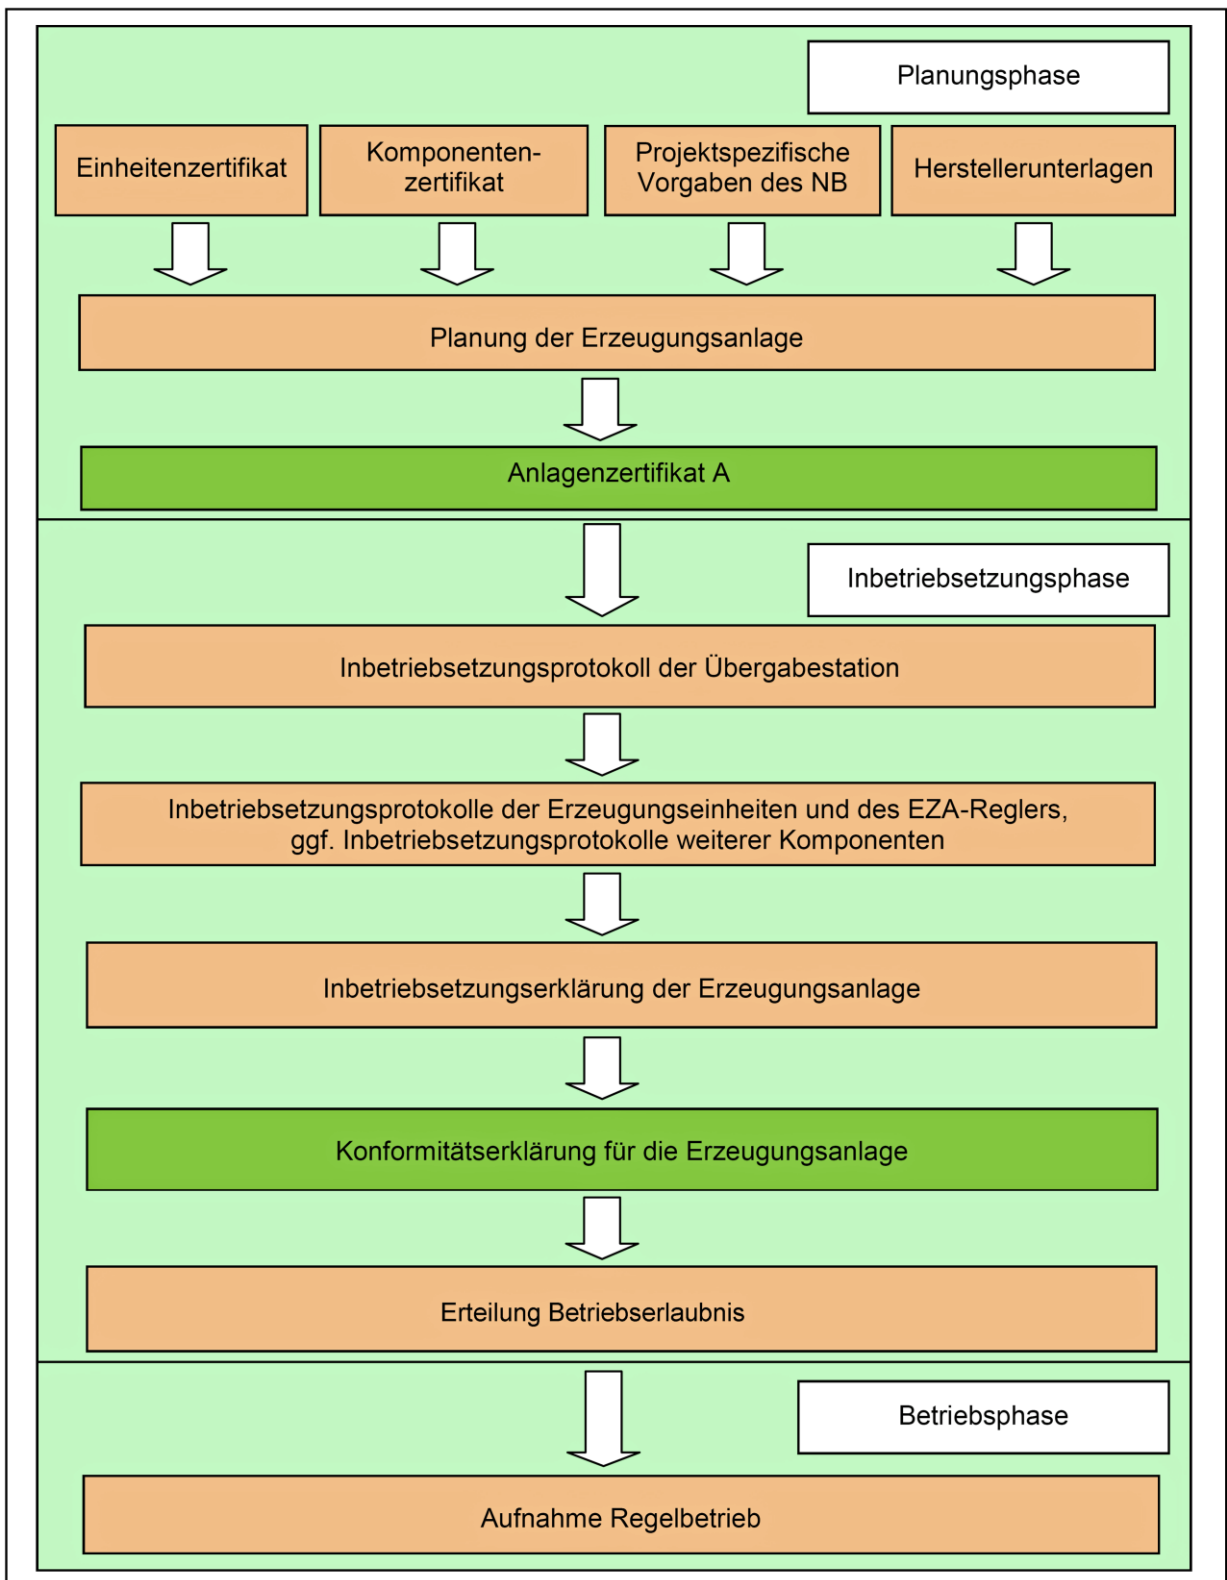 Planungsphase
Einheitenzertifikat
Komponenten-
zertifikat
Projektspezifische
Vorgaben des NB
Herstellerunterlagen
Planung der Erzeugungsanlage
Anlagenzertifikat A
Inbetriebsetzungsphase
Inbetriebsetzungsprotokoll der Übergabestation
Inbetriebsetzungsprotokolle der Erzeugungseinheiten und des EZA-Reglers,
ggf. Inbetriebsetzungsprotokolle weiterer Komponenten
Inbetriebsetzungserklärung der Erzeugungsanlage
Konformitätserklärung für die Erzeugungsanlage
Erteilung Betriebserlaubnis
Betriebsphase
Aufnahme Regelbetrieb